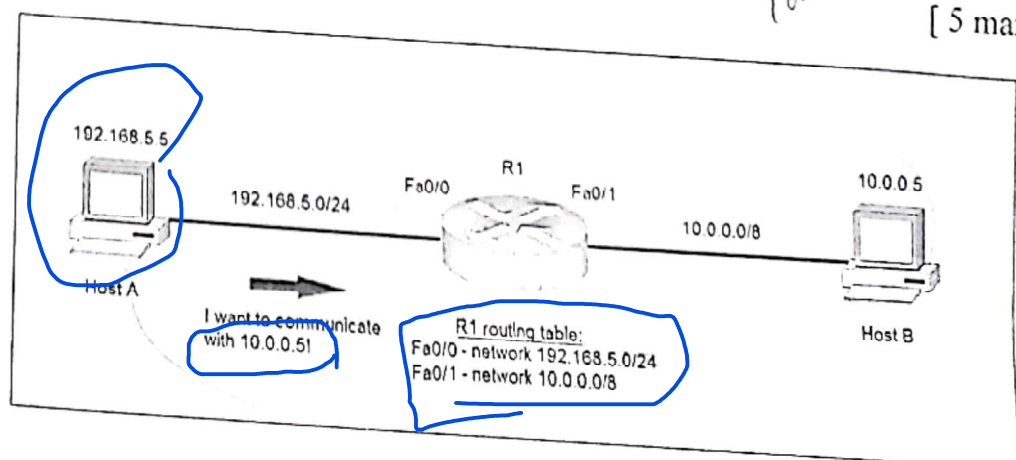 [ 5 ma
192.168.5.5
R1
Fa0/0
Fa0/1
10.0.0.5
192.168.5.0/24
10.0.0.0/8
Host A
I want to communicate
with 10.0.0.5!
R1 routing table:
Fa0/0 - network 192.168.5.0/24
Fa0/1 - network 10.0.0.0/8
Host B